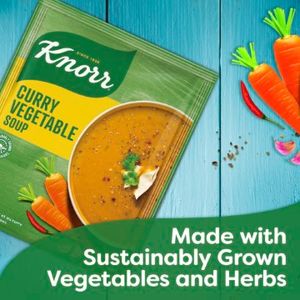 SINCE 1838
Knorr
CURRY
VEGETABLE
SOUP
Made with
Sustainably Grown
Vegetables and Herbs